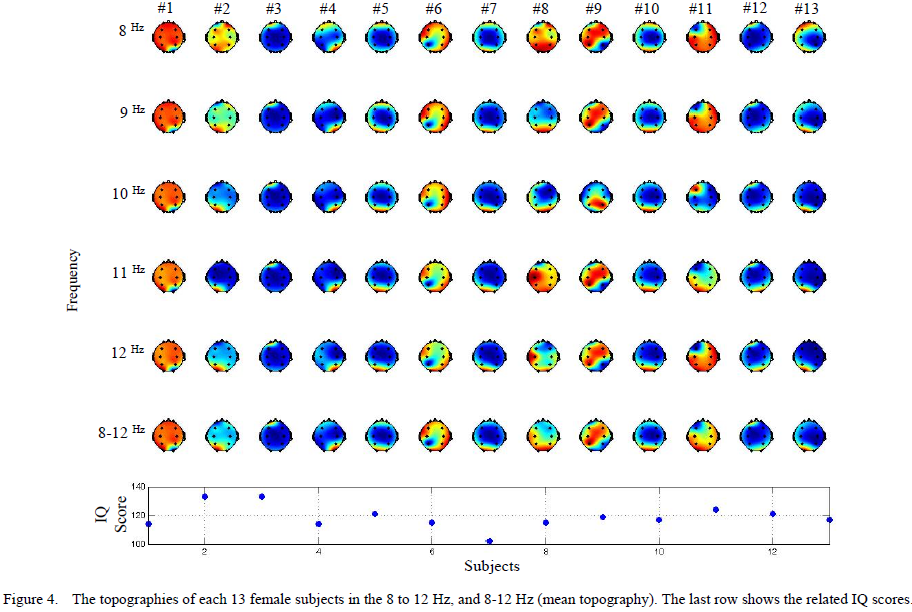 #1 #2 #3 #4 #5 #6 #7 #8 #9 #10 #11 #12 #13
8 Hz
9 Hz
10 Hz
11 Hz
12 Hz
8-12 Hz
Frequency
140
120
100
IQ
Score
2 4 6 8 10 12
Subjects
Figure 4. The topographies of each 13 female subjects in the 8 to 12 Hz, and 8-12 Hz (mean topography). The last row shows the related IQ scores.